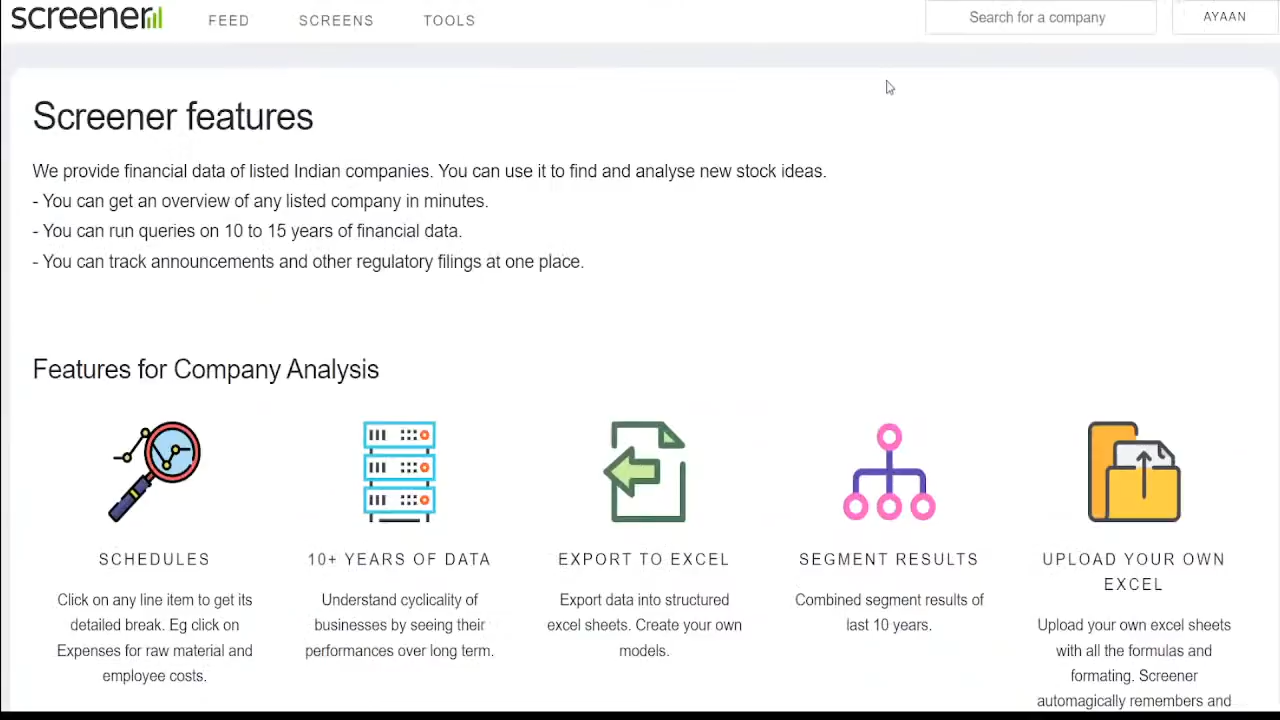 screener
FEED
SCREENS
TOOLS
Search for a company
AYAAN
Screener features
We provide financial data of listed Indian companies. You can use it to find and analyse new stock ideas.
- You can get an overview of any listed company in minutes.
- You can run queries on 10 to 15 years of financial data.
- You can track announcements and other regulatory filings at one place.
Features for Company Analysis
SCHEDULES
Click on any line item to get its
detailed break. Eg click on
Expenses for raw material and
employee costs.
10+ YEARS OF DATA
Understand cyclicality of
businesses by seeing their
performances over long term.
EXPORT TO EXCEL
Export data into structured
excel sheets. Create your own
models.
SEGMENT RESULTS
Combined segment results of
last 10 years.
UPLOAD YOUR OWN
EXCEL
Upload your own excel sheets
with all the formulas and
formating. Screener
automagically remembers and